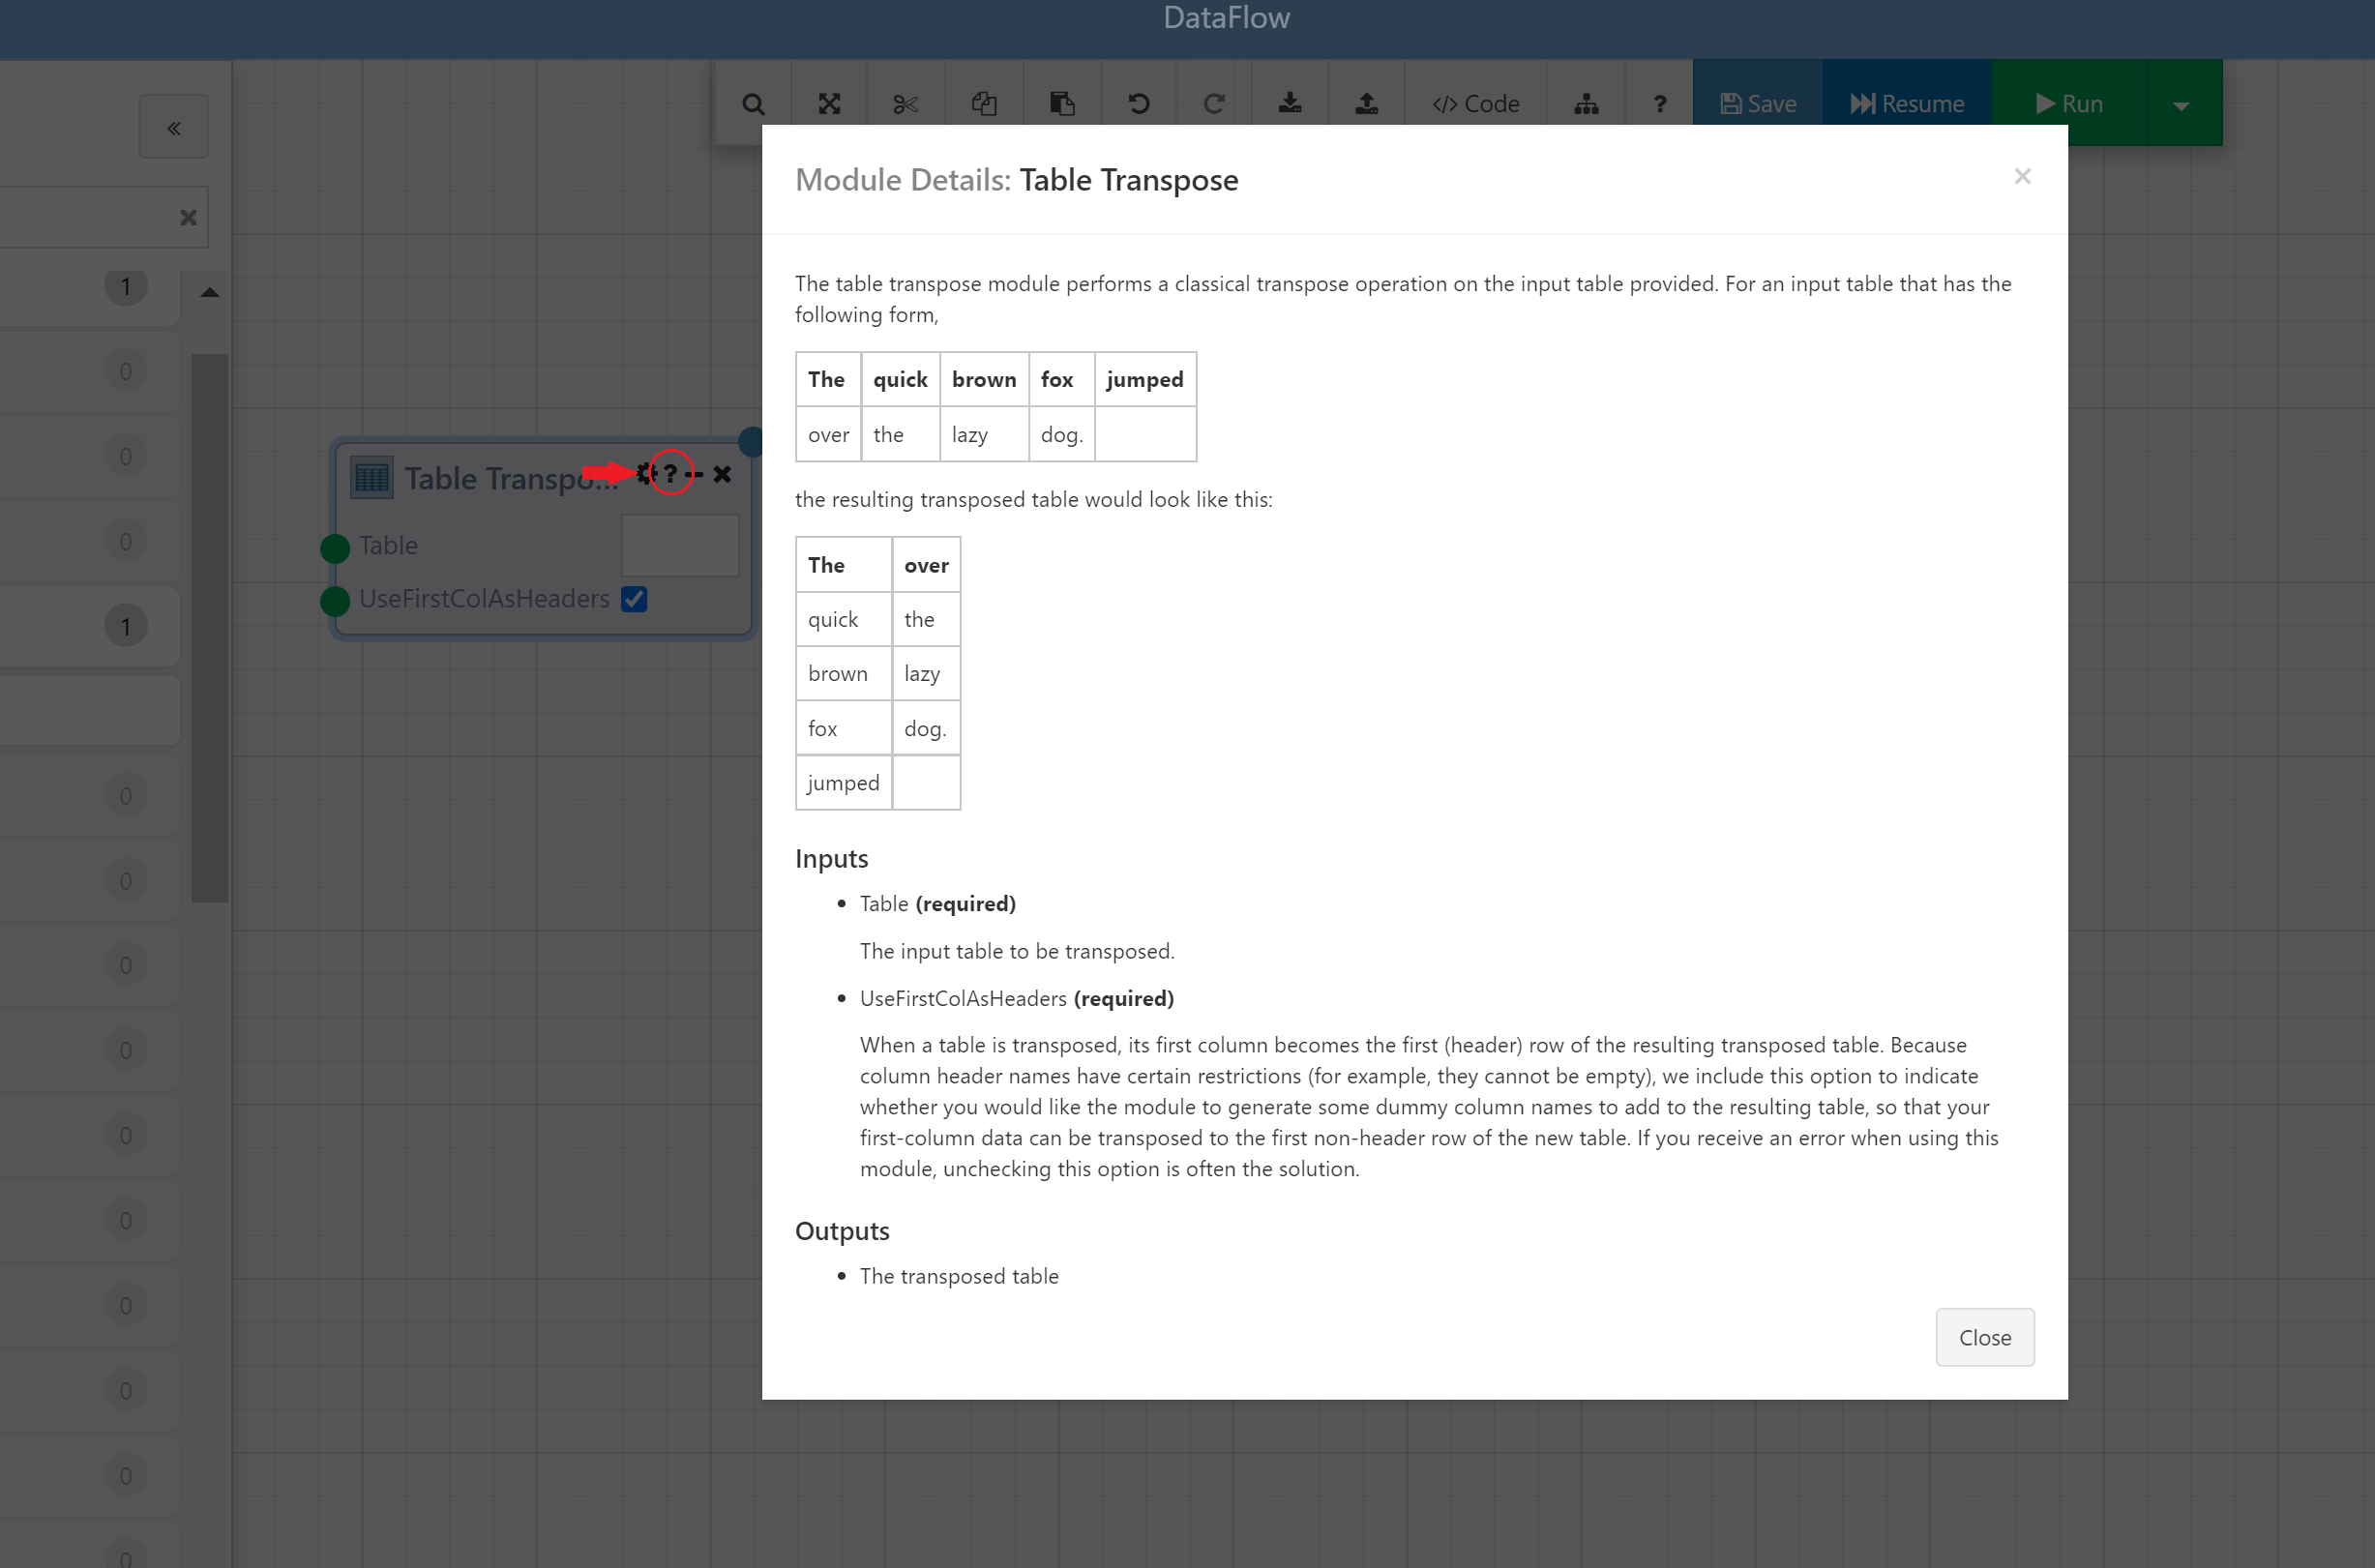 DataFlow
Code
Save
Resume
Run
1
0
0
0
1
0
0
0
0
0
0
0
0
0
0
Table Transpo...
Table
UseFirstColAsHeaders
Module Details: Table Transpose
The table transpose module performs a classical transpose operation on the input table provided. For an input table that has the
following form,
The quick brown fox jumped
over the lazy dog.
the resulting transposed table would look like this:
The over
quick the
brown lazy
fox dog.
jumped
Inputs
Table (required)
The input table to be transposed.
UseFirstColAsHeaders (required)
When a table is transposed, its first column becomes the first (header) row of the resulting transposed table. Because
column header names have certain restrictions (for example, they cannot be empty), we include this option to indicate
whether you would like the module to generate some dummy column names to add to the resulting table, so that your
first-column data can be transposed to the first non-header row of the new table. If you receive an error when using this
module, unchecking this option is often the solution.
Outputs
The transposed table
Close